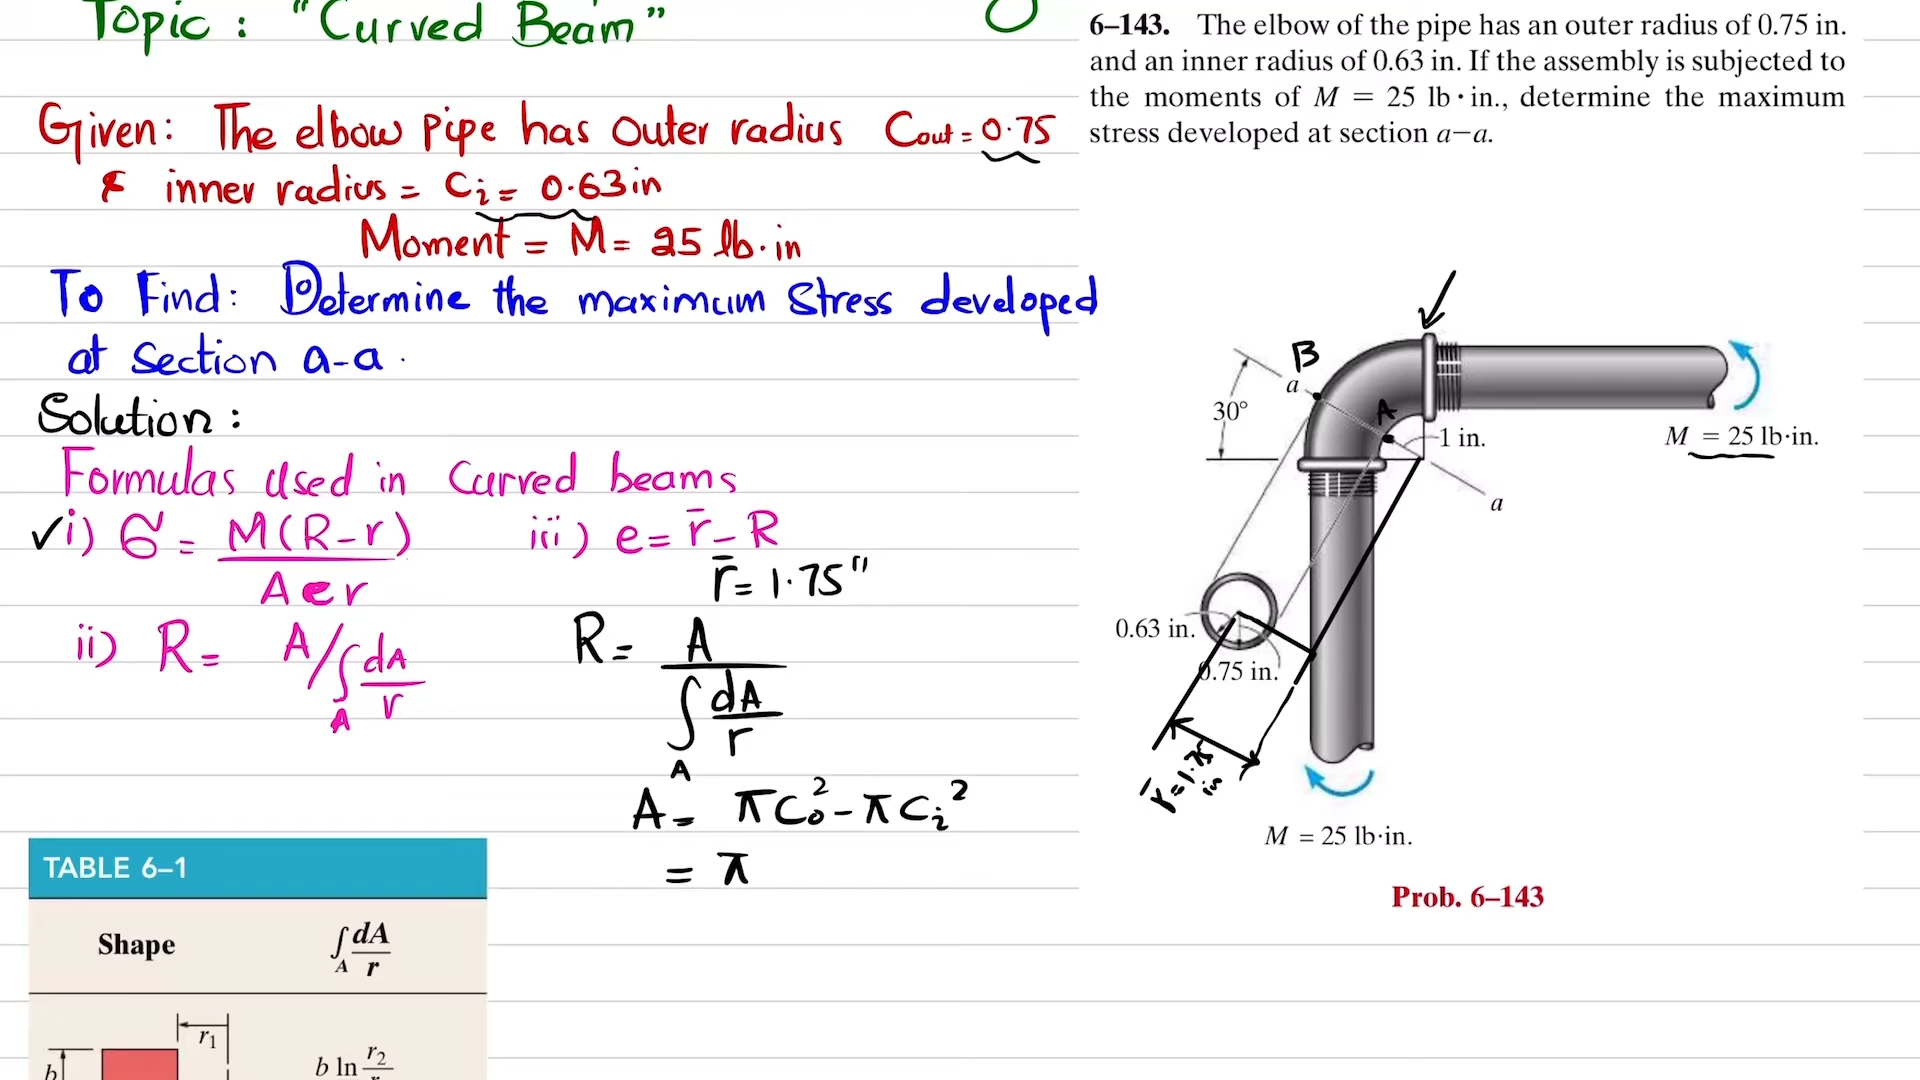 Topic : "Curved Beam"
Given: The elbow pipe has outer radius Cout = 0.75
& inner radius = Ci = 0.63in
Moment = M = 25 lb.in
To Find: Determine the maximum stress developed
at section a-a.
Solution:
Formulas used in Curved beams
✓i) σ = M(R-r) / Aer
iii) e = r̄ - R
r̄ = 1.75"
ii) R = A/∫A dA/r
R = A / ∫A dA/r
A = πCo² - πCi²
= π
TABLE 6–1
Shape ∫A dA/r
r1
b
b ln r2
6–143. The elbow of the pipe has an outer radius of 0.75 in.
and an inner radius of 0.63 in. If the assembly is subjected to
the moments of M = 25 lb·in., determine the maximum
stress developed at section a–a.
B
a
A
30°
1 in.
M = 25 lb·in.
a
0.63 in.
0.75 in.
r̄ = 1.75 in
M = 25 lb·in.
Prob. 6–143